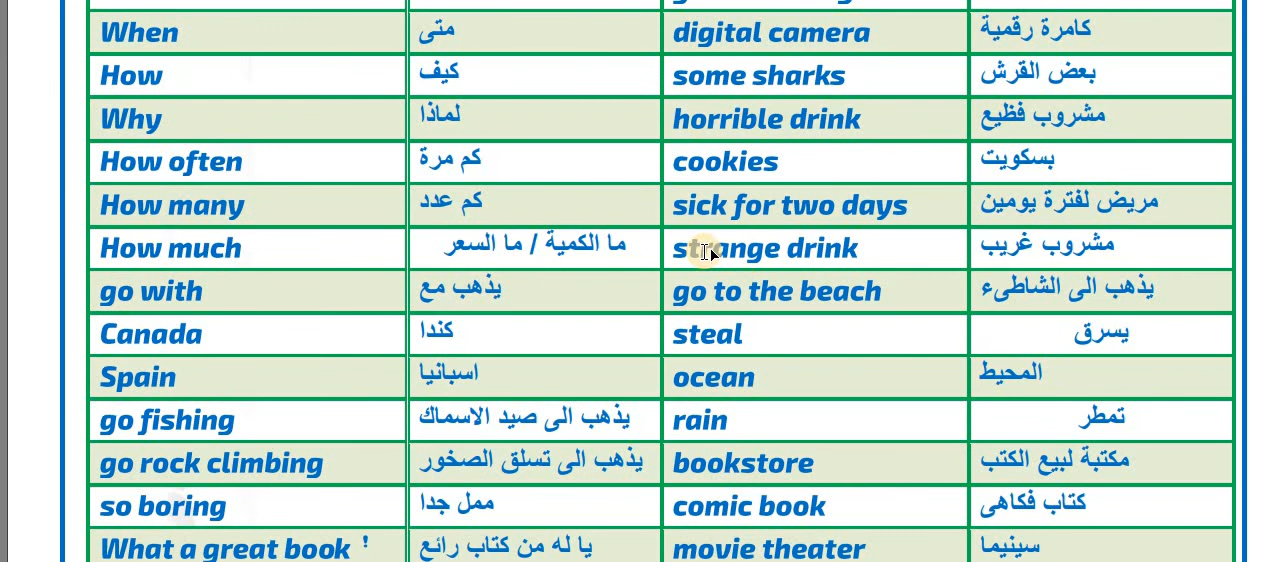 When متى digital camera كامرة رقمية
How كيف some sharks بعض القرش
Why لماذا horrible drink مشروب فظيع
How often كم مرة cookies بسكويت
How many كم عدد sick for two days مريض لفترة يومين
How much ما الكمية / ما السعر strange drink مشروب غريب
go with يذهب مع go to the beach يذهب الى الشاطىء
Canada كندا steal يسرق
Spain اسبانيا ocean المحيط
go fishing يذهب الى صيد الاسماك rain تمطر
go rock climbing يذهب الى تسلق الصخور bookstore مكتبة لبيع الكتب
so boring ممل جدا comic book كتاب فكاهى
What a great book ! يا له من كتاب رائع movie theater سينيما